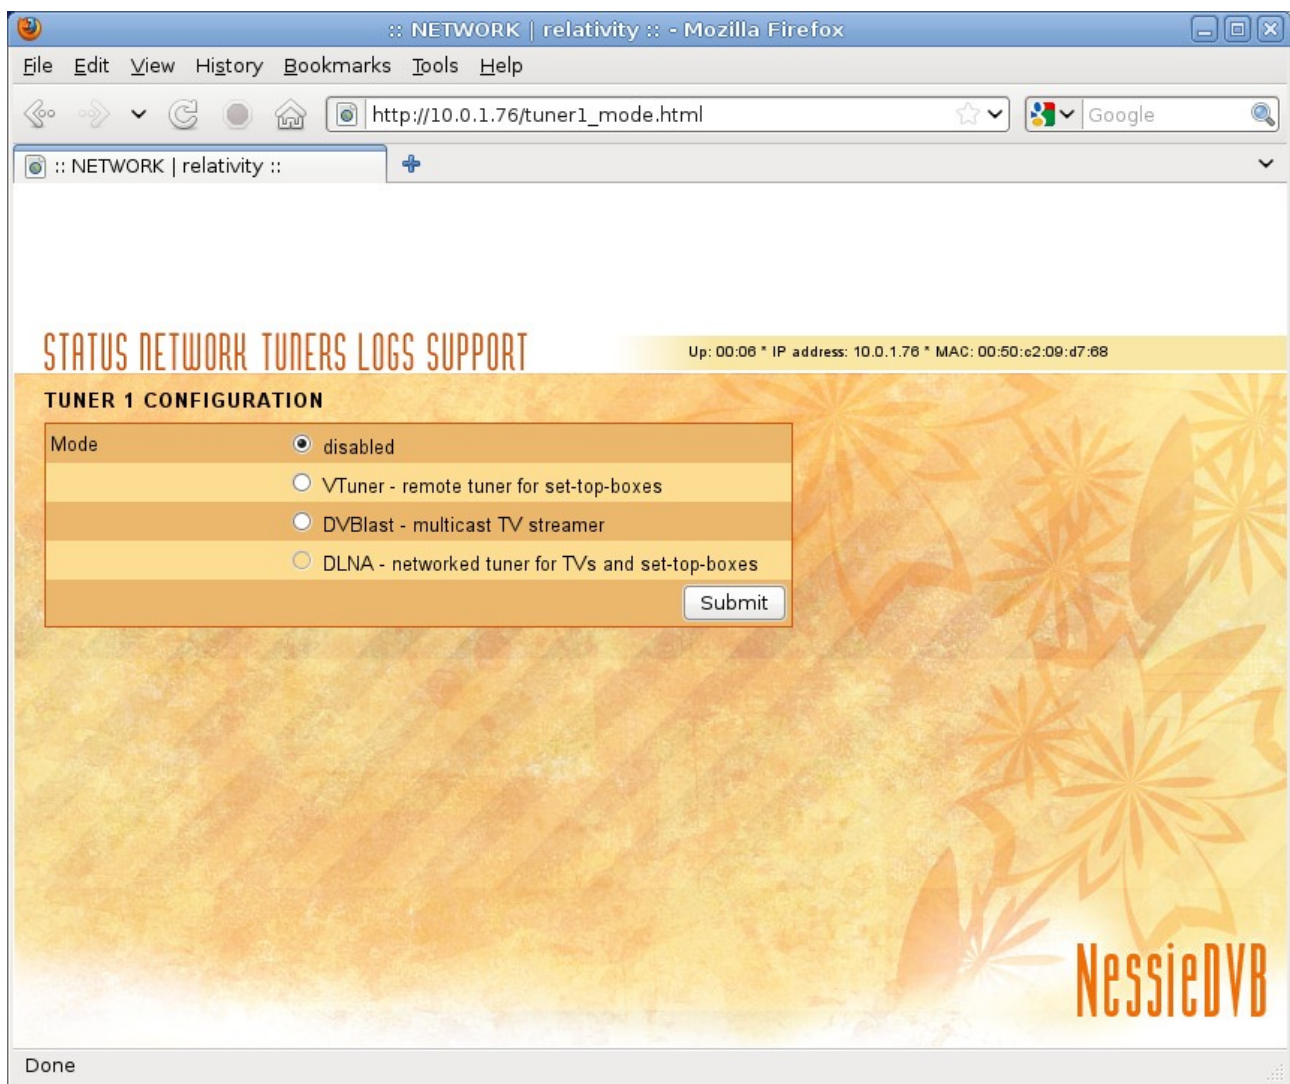 :: NETWORK | relativity :: - Mozilla Firefox
File Edit View History Bookmarks Tools Help
http://10.0.1.76/tuner1_mode.html Google
:: NETWORK | relativity ::
STATUS NETWORK TUNERS LOGS SUPPORT Up: 00:06 * IP address: 10.0.1.76 * MAC: 00:50:c2:09:d7:68
TUNER 1 CONFIGURATION
Mode disabled
VTuner - remote tuner for set-top-boxes
DVBlast - multicast TV streamer
DLNA - networked tuner for TVs and set-top-boxes
Submit
NessieDVB
Done